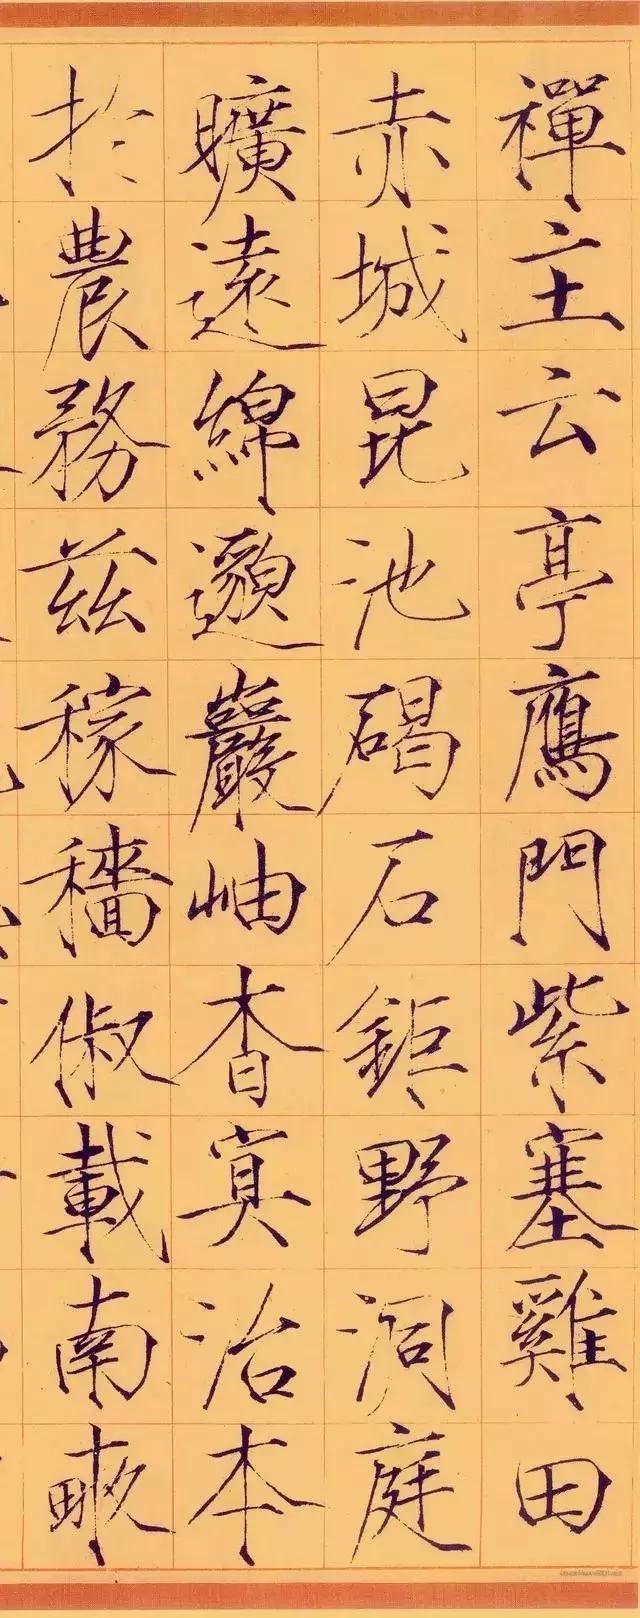 禪主云亭鴈門紫塞雞田
赤城昆池碣石鉅野洞庭
曠遠綿邈巖岫杳冥治本
於農務茲稼穡俶載南畝